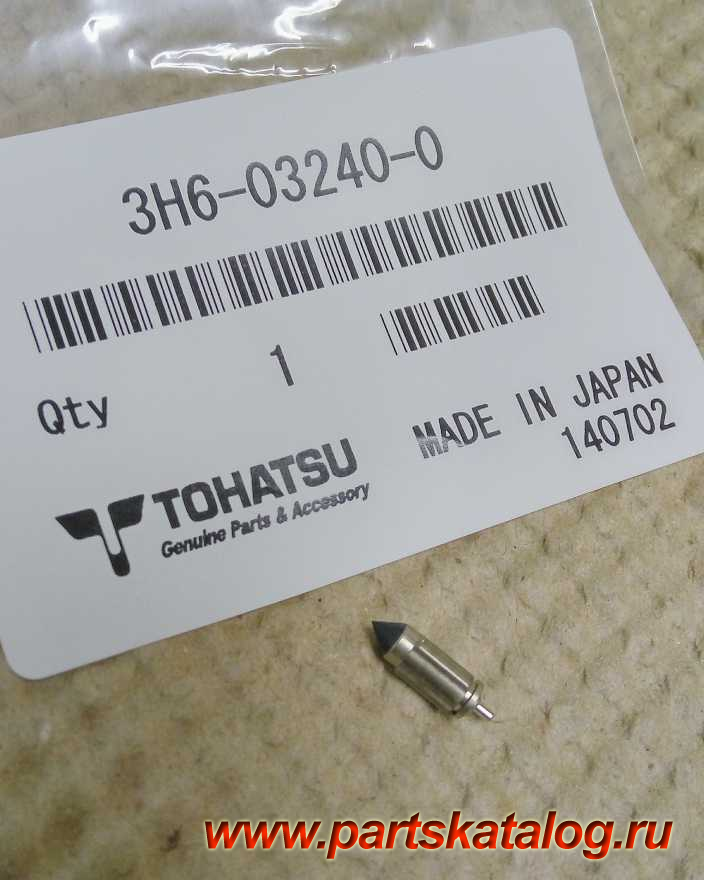 3H6-03240-0
Qty 1
MADE IN JAPAN
140702
TOHATSU
Genuine Parts & Accessory
www.partskatalog.ru